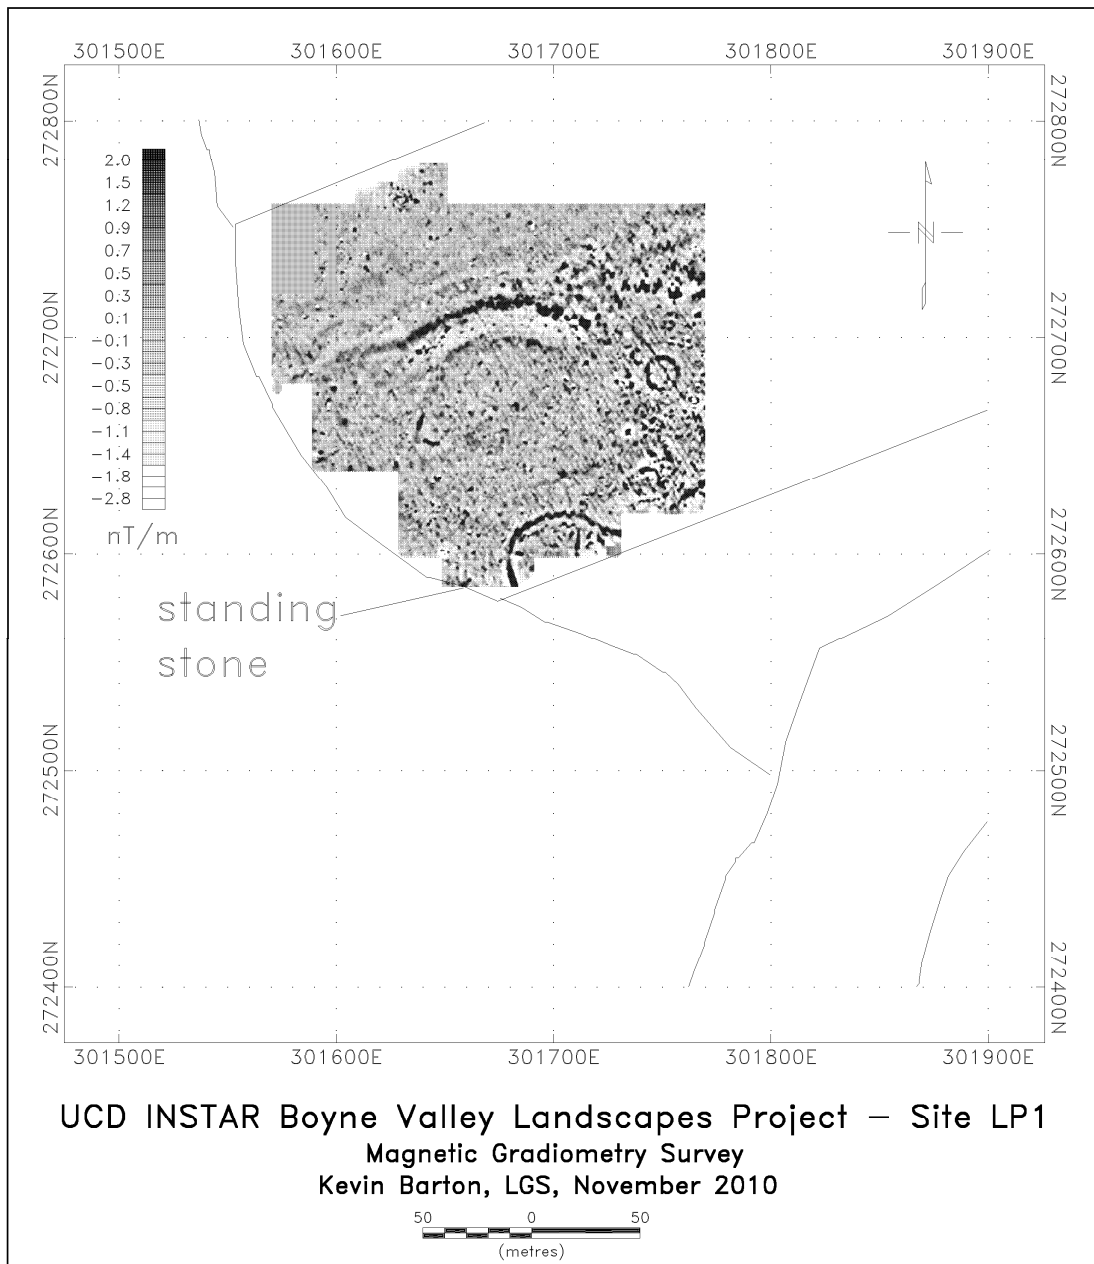 301500E 301600E 301700E 301800E 301900E
272800N
272700N
272600N
272500N
272400N
272800N
272700N
272600N
272500N
272400N
2.0
1.5
1.2
0.9
0.7
0.5
0.3
0.1
-0.1
-0.3
-0.5
-0.8
-1.1
-1.4
-1.8
-2.8
nT/m
N
standing
stone
301500E 301600E 301700E 301800E 301900E
UCD INSTAR Boyne Valley Landscapes Project – Site LP1
Magnetic Gradiometry Survey
Kevin Barton, LGS, November 2010
50 0 50
(metres)